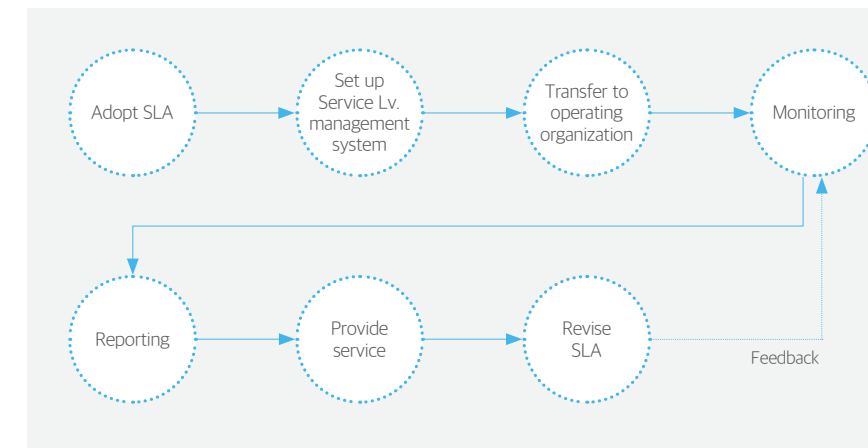 Adopt SLA
Set up
Service Lv.
management
system
Transfer to
operating
organization
Monitoring
Reporting
Provide
service
Revise
SLA
Feedback